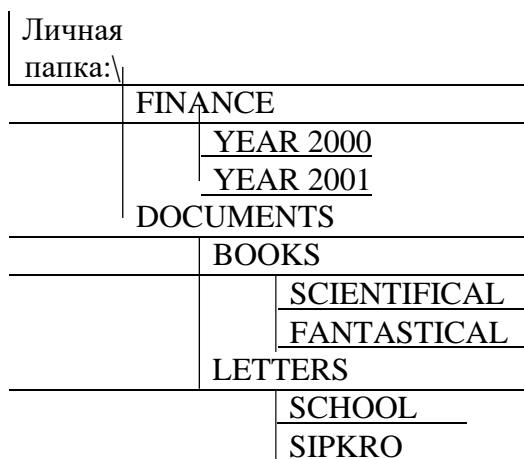 Личная
папка:\
FINANCE
YEAR 2000
YEAR 2001
DOCUMENTS
BOOKS
SCIENTIFICAL
FANTASTICAL
LETTERS
SCHOOL
SIPKRO